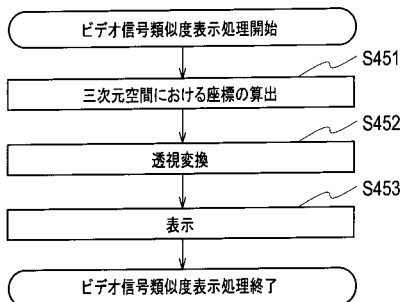 ビデオ信号類似度表示処理開始
S451
三次元空間における座標の算出
S452
透視変換
S453
表示
ビデオ信号類似度表示処理終了